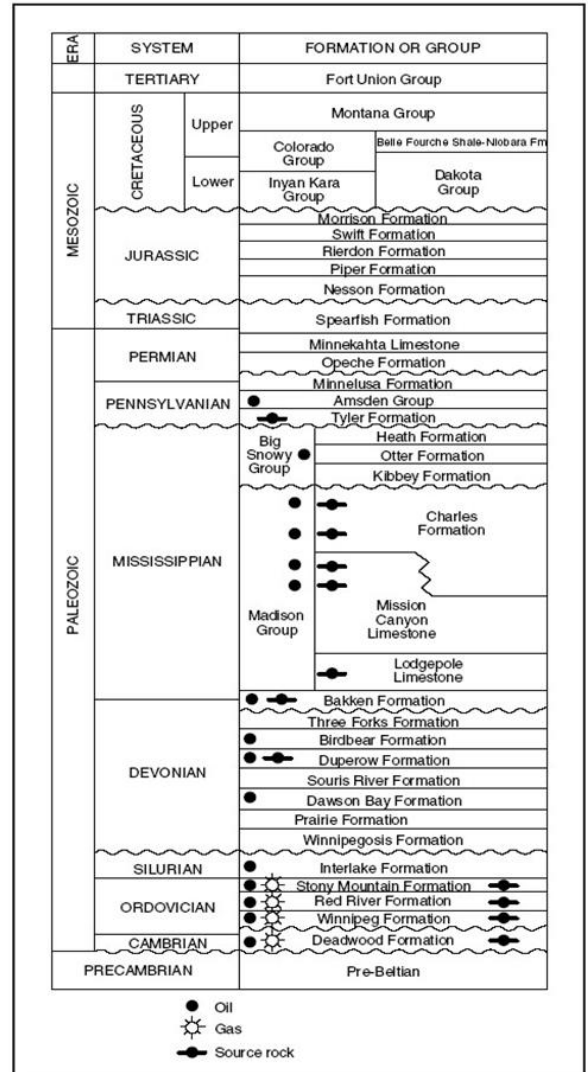 ERA
SYSTEM
FORMATION OR GROUP
TERTIARY
Fort Union Group
MESOZOIC
CRETACEOUS
Upper
Lower
Montana Group
Colorado
Group
Belle Fourche Shale-Niobara Fm
Inyan Kara
Group
Dakota
Group
JURASSIC
Morrison Formation
Swift Formation
Rierdon Formation
Piper Formation
Nesson Formation
TRIASSIC
Spearfish Formation
PALEOZOIC
PERMIAN
Minnekahta Limestone
Opeche Formation
PENNSYLVANIAN
Minnelusa Formation
Amsden Group
Tyler Formation
MISSISSIPPIAN
Big
Snowy
Group
Heath Formation
Otter Formation
Kibbey Formation
Madison
Group
Charles
Formation
Mission
Canyon
Limestone
Lodgepole
Limestone
Bakken Formation
DEVONIAN
Three Forks Formation
Birdbear Formation
Duperow Formation
Souris River Formation
Dawson Bay Formation
Prairie Formation
Winnipegosis Formation
SILURIAN
Interlake Formation
ORDOVICIAN
Stony Mountain Formation
Red River Formation
Winnipeg Formation
CAMBRIAN
Deadwood Formation
PRECAMBRIAN
Pre-Beltian
Oil
Gas
Source rock